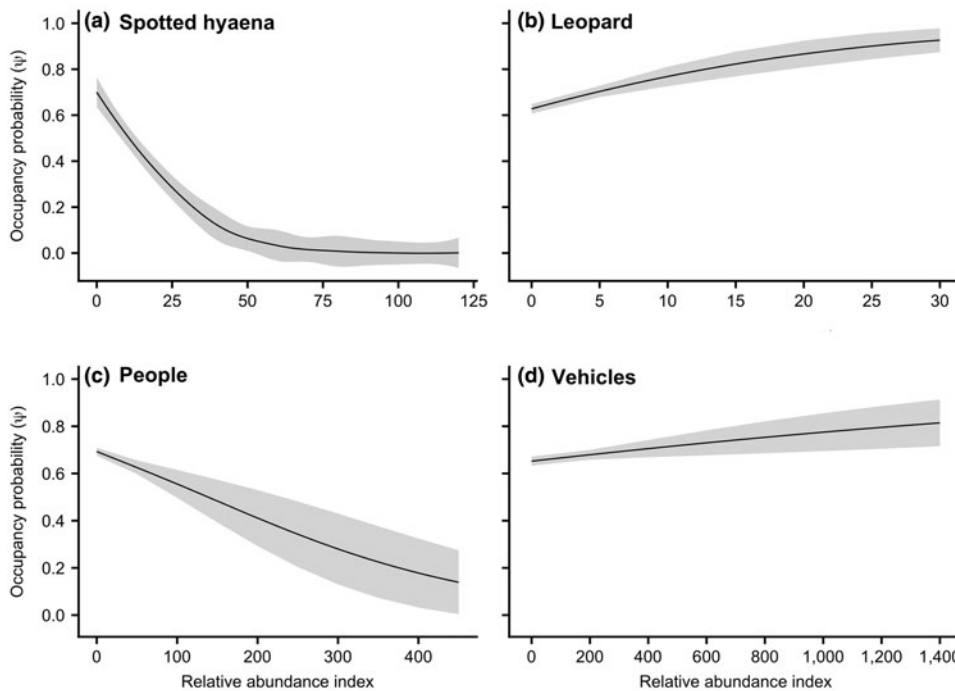 (a) Spotted hyaena
(b) Leopard
Occupancy probability (ψ)
1.0
0.8
0.6
0.4
0.2
0.0
0 25 50 75 100 125
0 5 10 15 20 25 30
(c) People
(d) Vehicles
Occupancy probability (ψ)
1.0
0.8
0.6
0.4
0.2
0.0
0 100 200 300 400
0 200 400 600 800 1,000 1,200 1,400
Relative abundance index
Relative abundance index